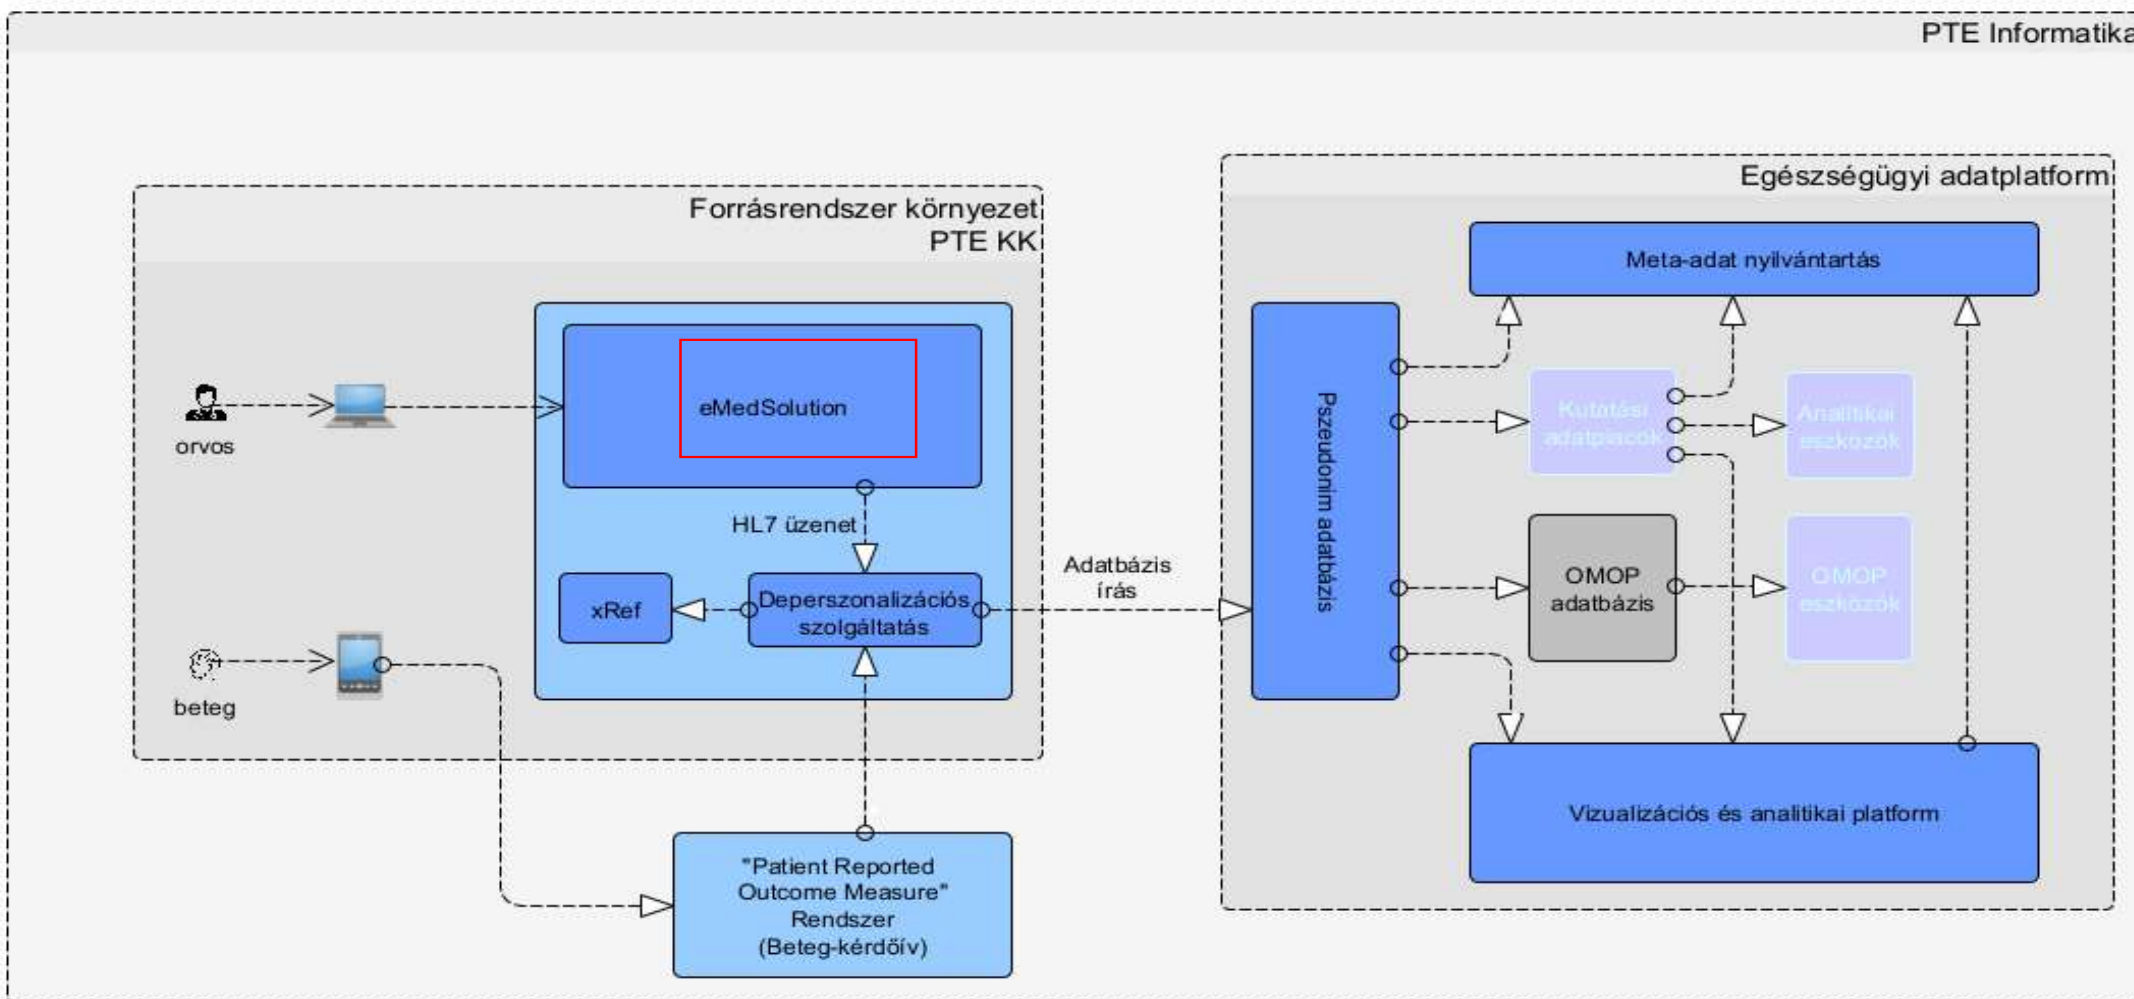 PTE Informatika
Forrásrendszer környezet
PTE KK
eMedSolution
orvos
HL7 üzenet
xRef
Deperszonalizációs
szolgáltatás
beteg
"Patient Reported
Outcome Measure"
Rendszer
(Beteg-kérdőív)
Adatbázis
írás
Egészségügyi adatplatform
Meta-adat nyilvántartás
Pszeudonim adatbázis
Kutatási
adatpiacok
Analitikai
eszközök
OMOP
adatbázis
OMOP
eszközök
Vizualizációs és analitikai platform